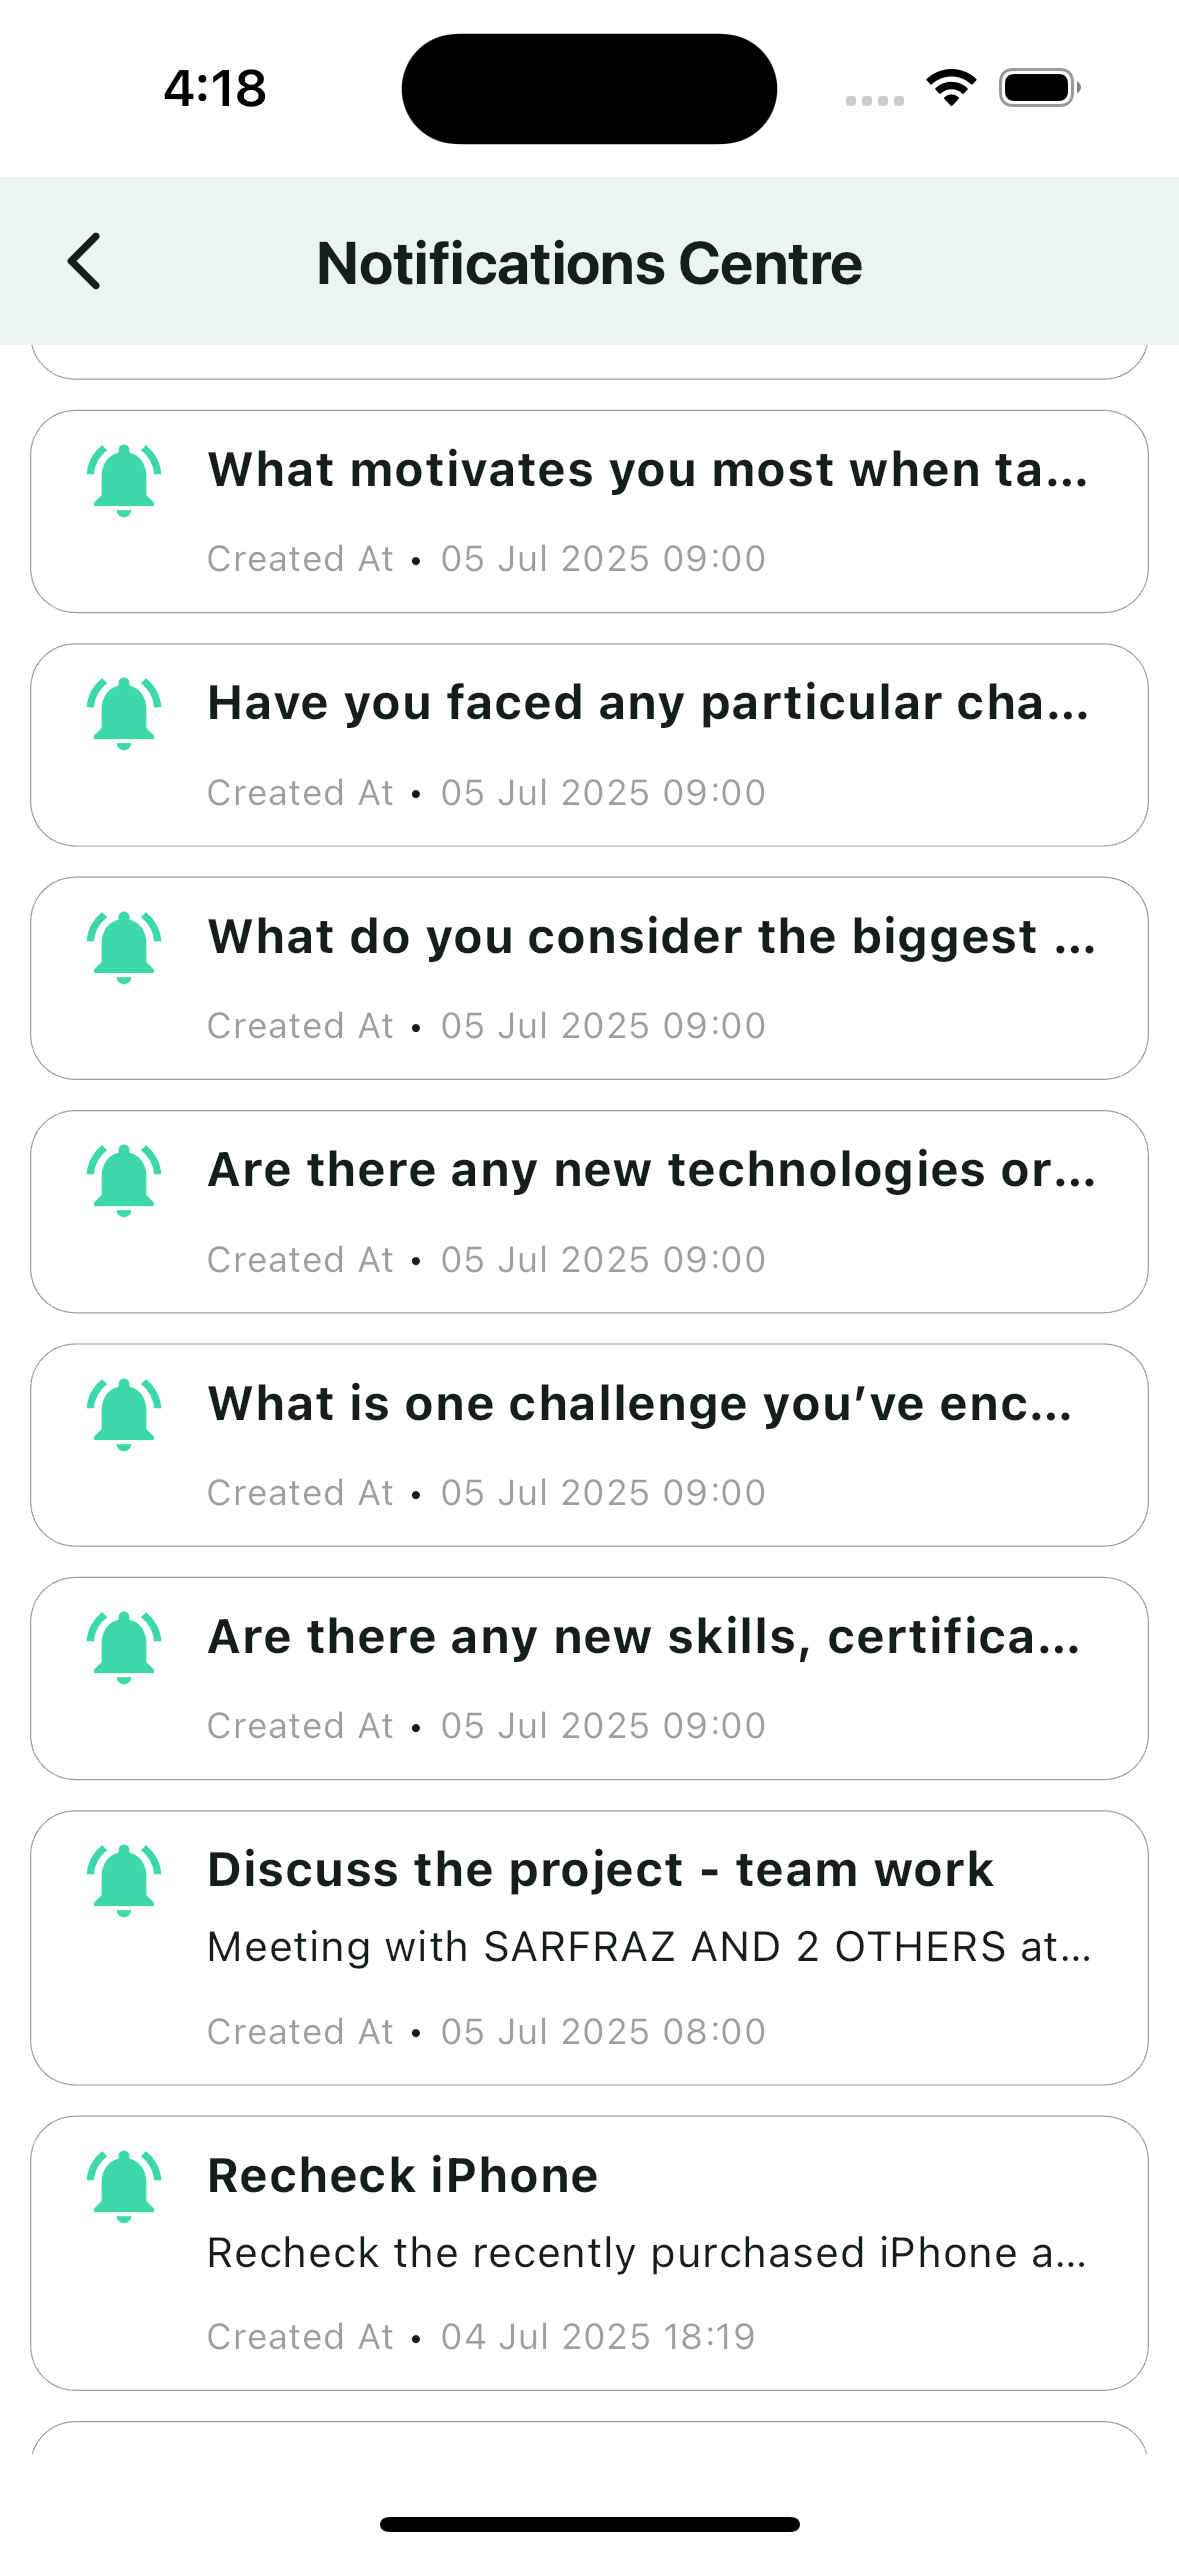 4:18
Notifications Centre
What motivates you most when ta...
Created At • 05 Jul 2025 09:00
Have you faced any particular cha...
Created At • 05 Jul 2025 09:00
What do you consider the biggest ...
Created At • 05 Jul 2025 09:00
Are there any new technologies or...
Created At • 05 Jul 2025 09:00
What is one challenge you’ve enc...
Created At • 05 Jul 2025 09:00
Are there any new skills, certifica...
Created At • 05 Jul 2025 09:00
Discuss the project - team work
Meeting with SARFRAZ AND 2 OTHERS at...
Created At • 05 Jul 2025 08:00
Recheck iPhone
Recheck the recently purchased iPhone a...
Created At • 04 Jul 2025 18:19